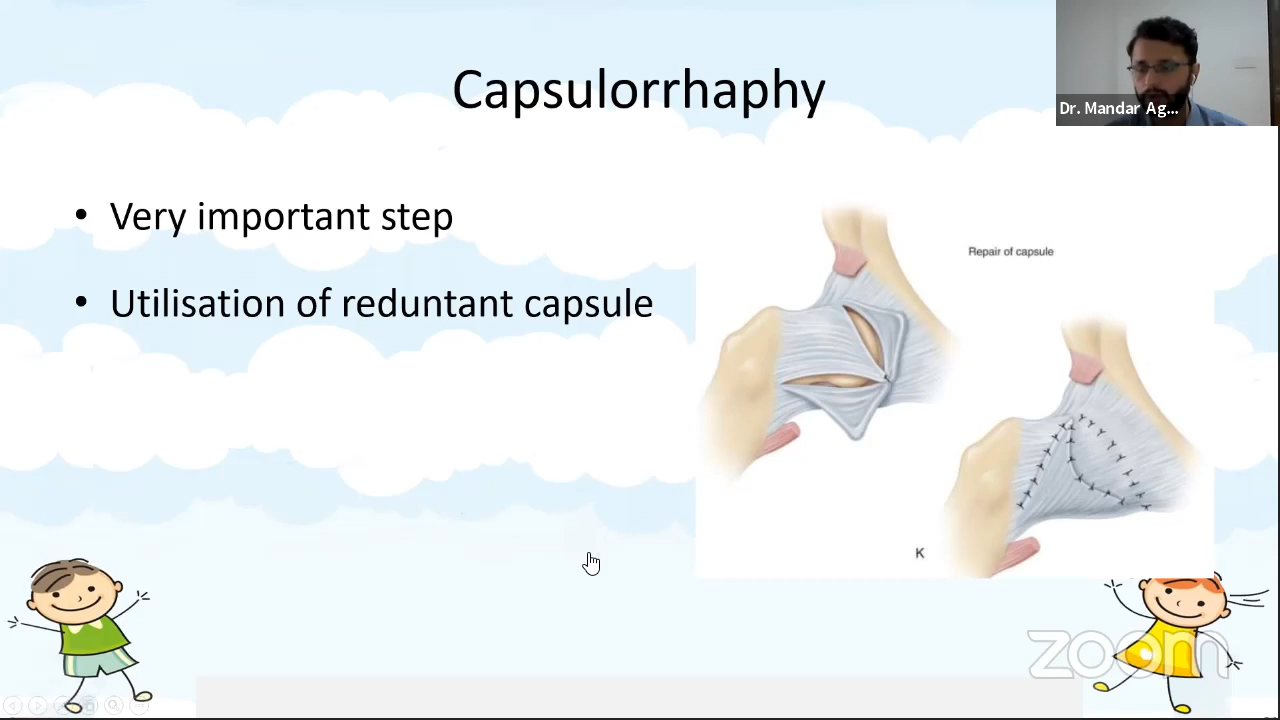 Capsulorrhaphy
Dr. Mandar Ag...
• Very important step
• Utilisation of reduntant capsule
Repair of capsule
K
zoom